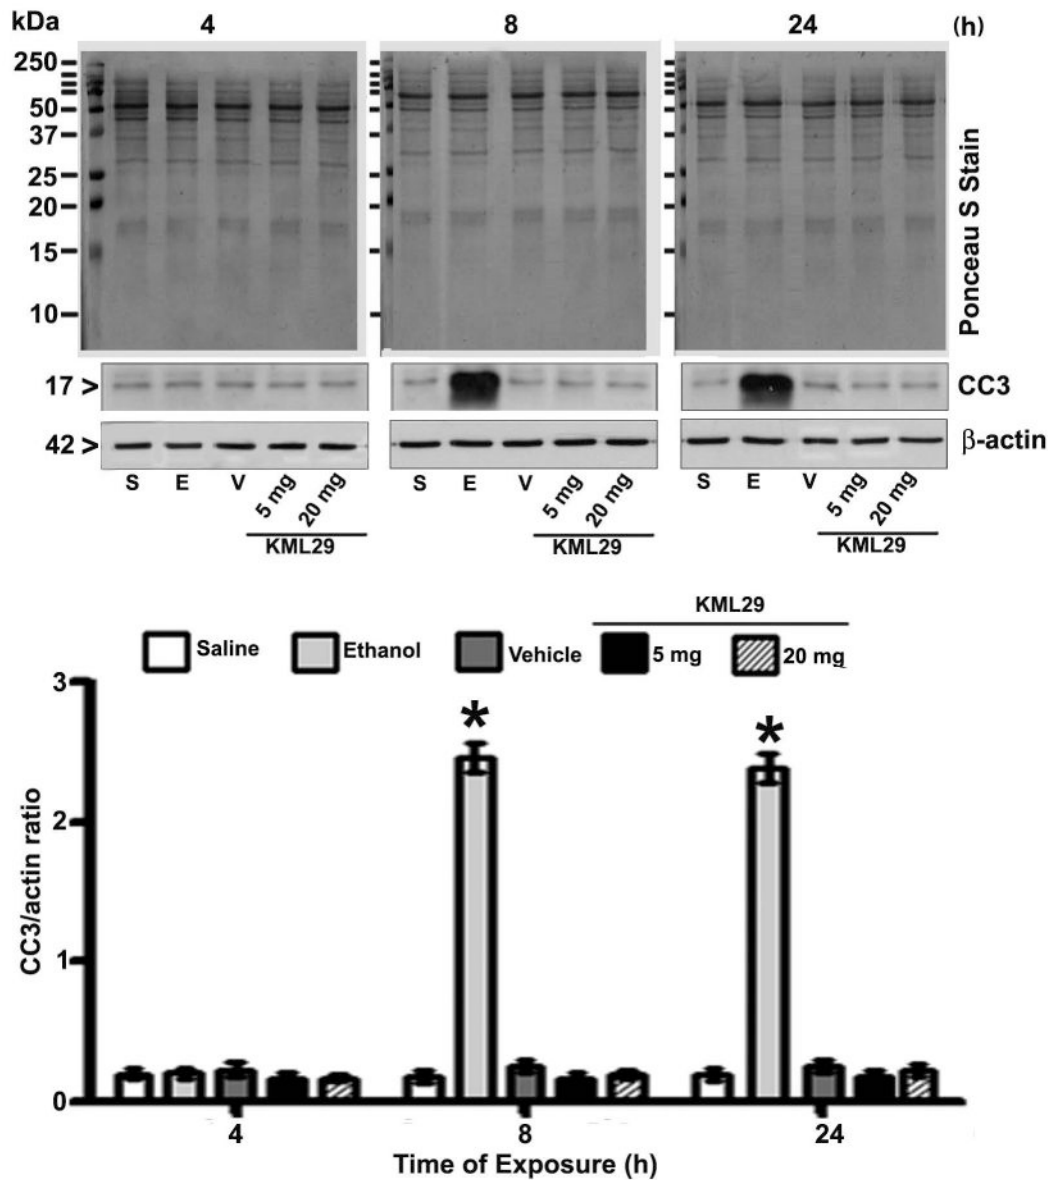 kDa 4 8 24 (h)
250
50
37
25
20
15
10
Ponceau S Stain
17 > CC3
42 > β-actin
S E V 5 mg 20 mg S E V 5 mg 20 mg S E V 5 mg 20 mg
KML29 KML29 KML29
KML29
Saline Ethanol Vehicle 5 mg 20 mg
3
2
1
0
CC3/actin ratio
* *
4 8 24
Time of Exposure (h)